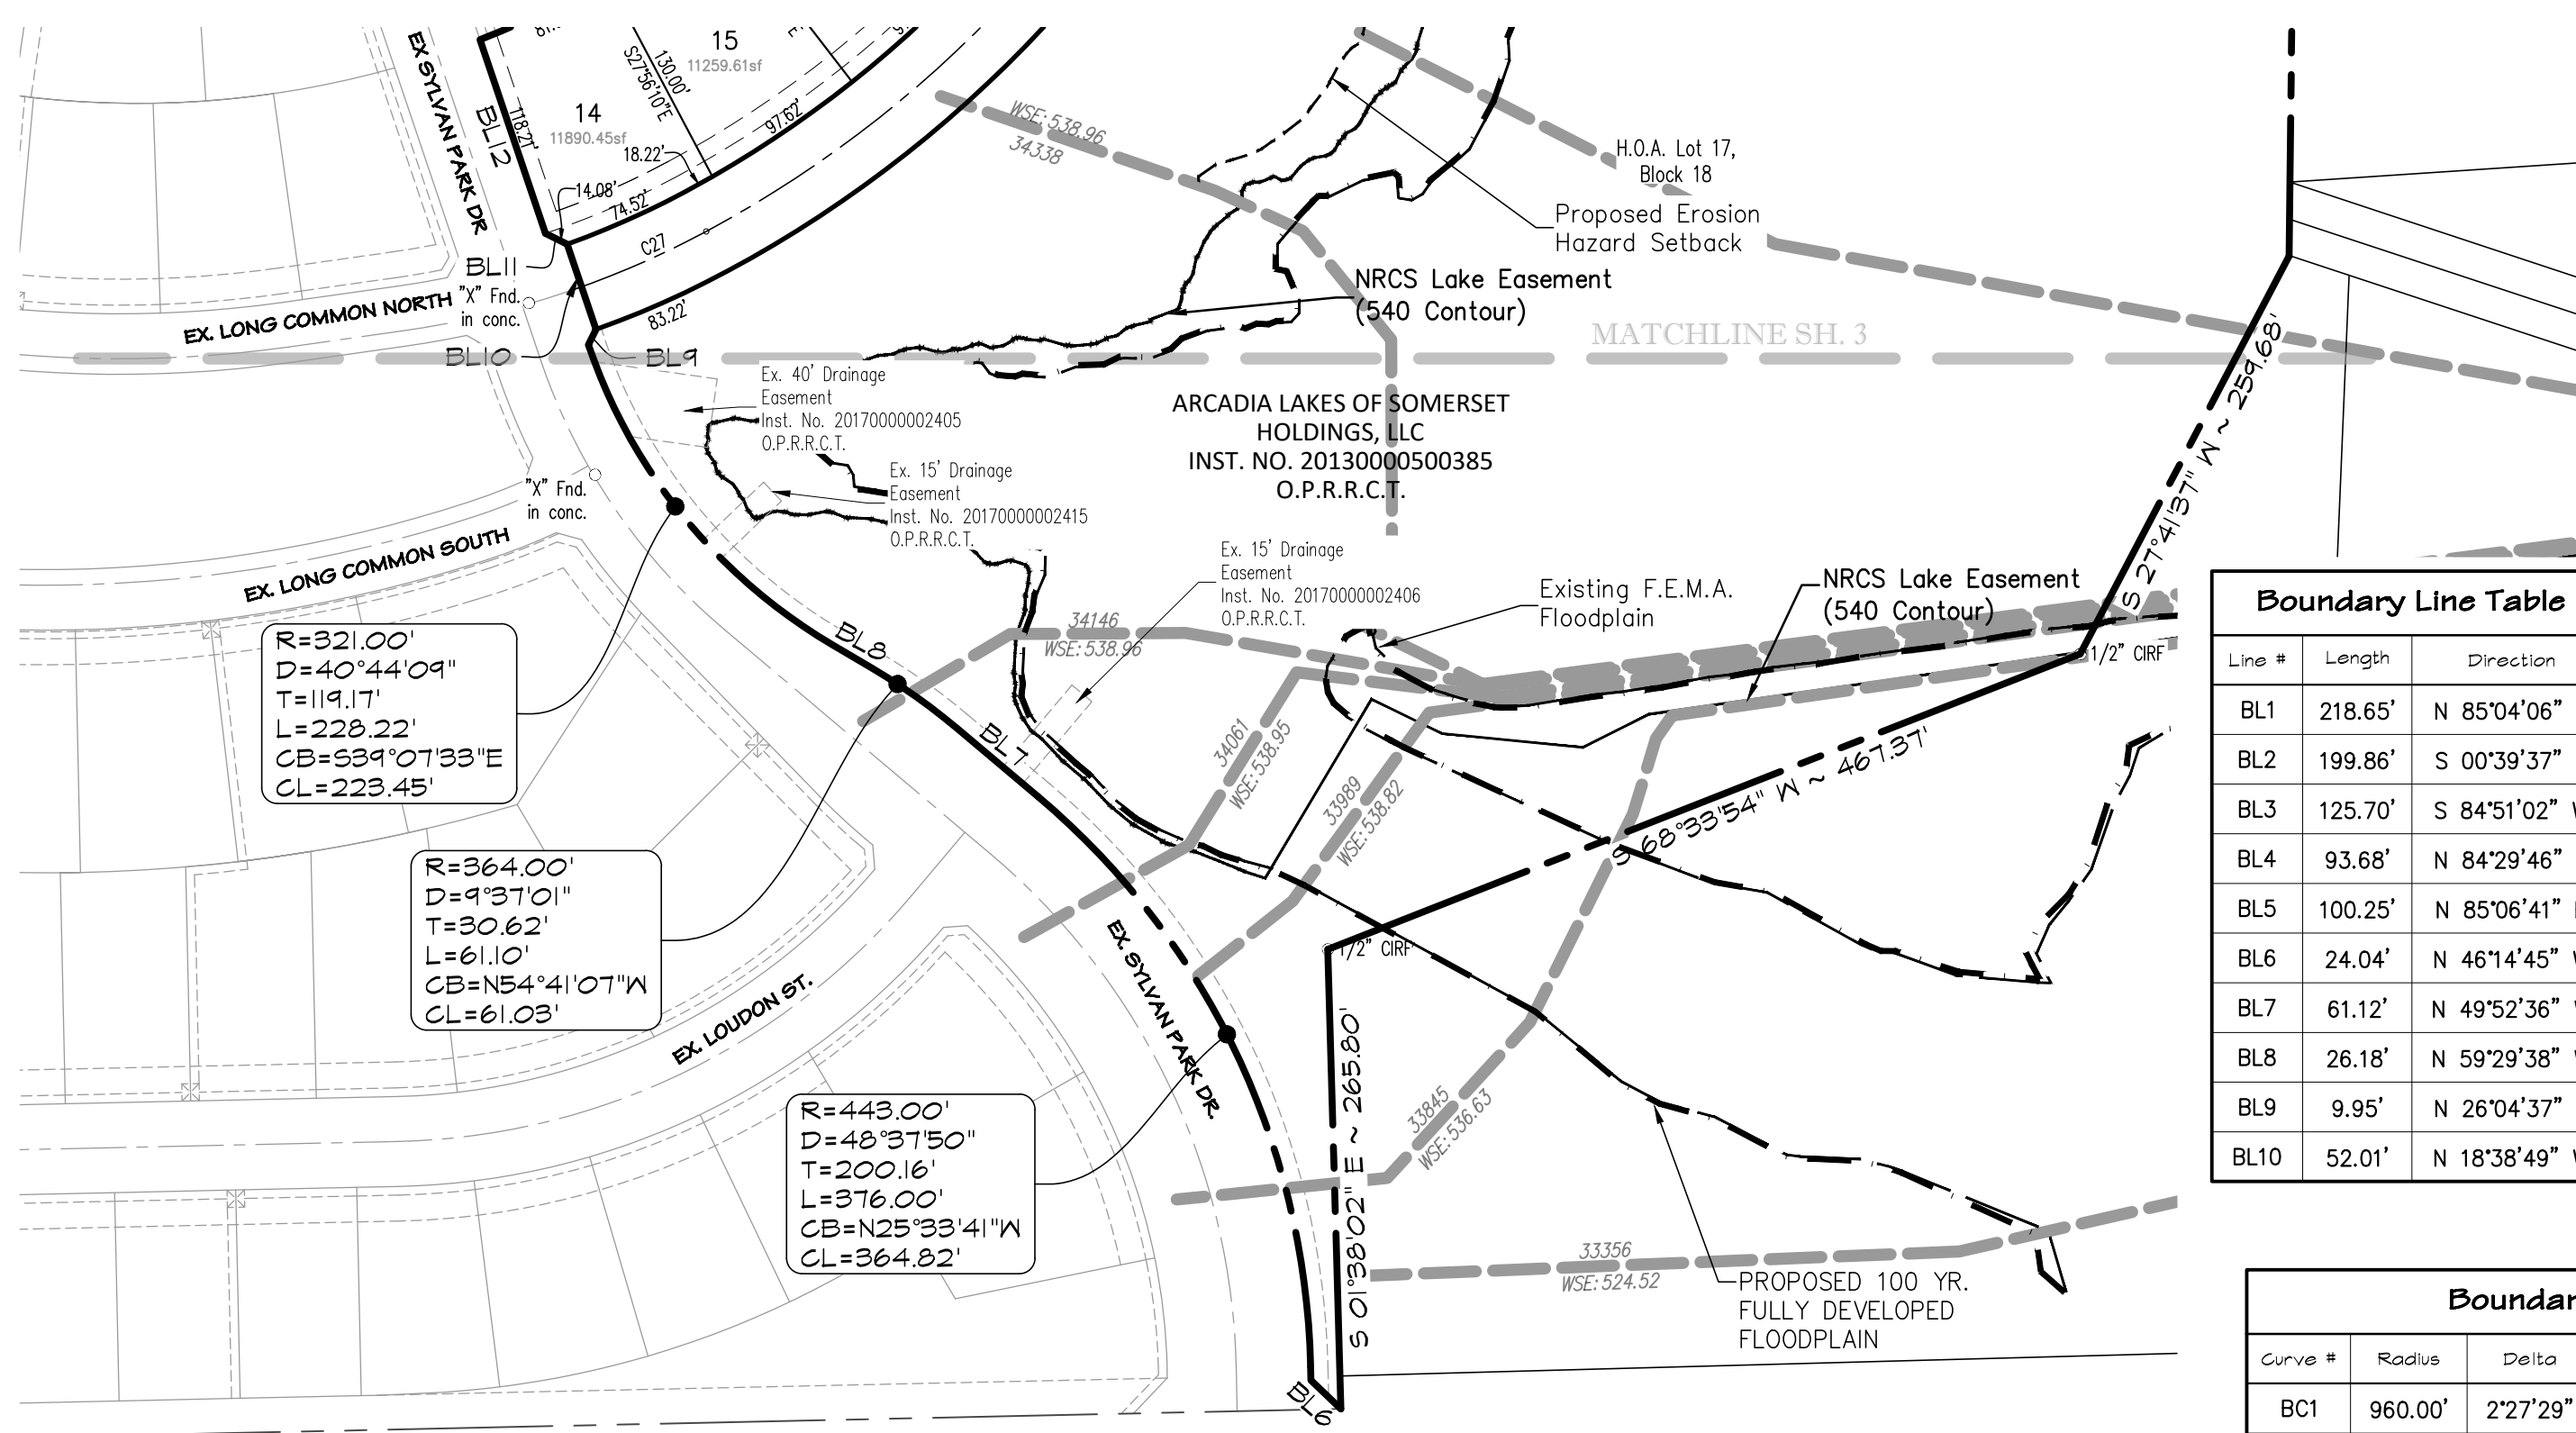 EX SYLVAN PARK DR
BL12
118.21'
15
11259.61sf
130.00'
S27°56'10"E
14
11890.45sf
97.62'
18.22'
14.08'
74.52'
C27
BL11
"X" Fnd.
in conc.
EX. LONG COMMON NORTH
83.22'
BL10
BL9
WSE: 538.96
34338
H.O.A. Lot 17,
Block 18
Proposed Erosion
Hazard Setback
NRCS Lake Easement
(540 Contour)
MATCHLINE SH. 3
Ex. 40' Drainage
Easement
Inst. No. 20170000002405
O.P.R.R.C.T.
ARCADIA LAKES OF SOMERSET
HOLDINGS, LLC
INST. NO. 20130000500385
O.P.R.R.C.T.
Ex. 15' Drainage
Easement
Inst. No. 20170000002415
O.P.R.R.C.T.
"X" Fnd.
in conc.
EX. LONG COMMON SOUTH
Ex. 15' Drainage
Easement
Inst. No. 20170000002406
O.P.R.R.C.T.
Existing F.E.M.A.
Floodplain
NRCS Lake Easement
(540 Contour)
S 27°41'37" W ~ 259.68'
1/2" CIRF
34146
WSE: 538.96
BL8
BL7
34061
WSE: 538.95
33989
WSE: 538.82
S 68°33'54" W ~ 467.37'
1/2" CIRF
R=321.00'
D=40°44'09"
T=119.17'
L=228.22'
CB=S39°07'33"E
CL=223.45'
R=364.00'
D=9°37'01"
T=30.62'
L=61.10'
CB=N54°41'07"W
CL=61.03'
EX. LOUDON ST.
EX. SYLVAN PARK DR.
R=443.00'
D=48°37'50"
T=200.16'
L=376.00'
CB=N25°33'41"W
CL=364.82'
S 01°38'02" E ~ 265.80'
33845
WSE: 536.63
33356
WSE: 524.52
PROPOSED 100 YR.
FULLY DEVELOPED
FLOODPLAIN
BL6
Boundary Line Table
Line # Length Direction
BL1 218.65' N 85°04'06"
BL2 199.86' S 00°39'37"
BL3 125.70' S 84°51'02" W
BL4 93.68' N 84°29'46"
BL5 100.25' N 85°06'41"
BL6 24.04' N 46°14'45" W
BL7 61.12' N 49°52'36" W
BL8 26.18' N 59°29'38" W
BL9 9.95' N 26°04'37"
BL10 52.01' N 18°38'49" W
Boundar
Curve # Radius Delta
BC1 960.00' 2°27'29"